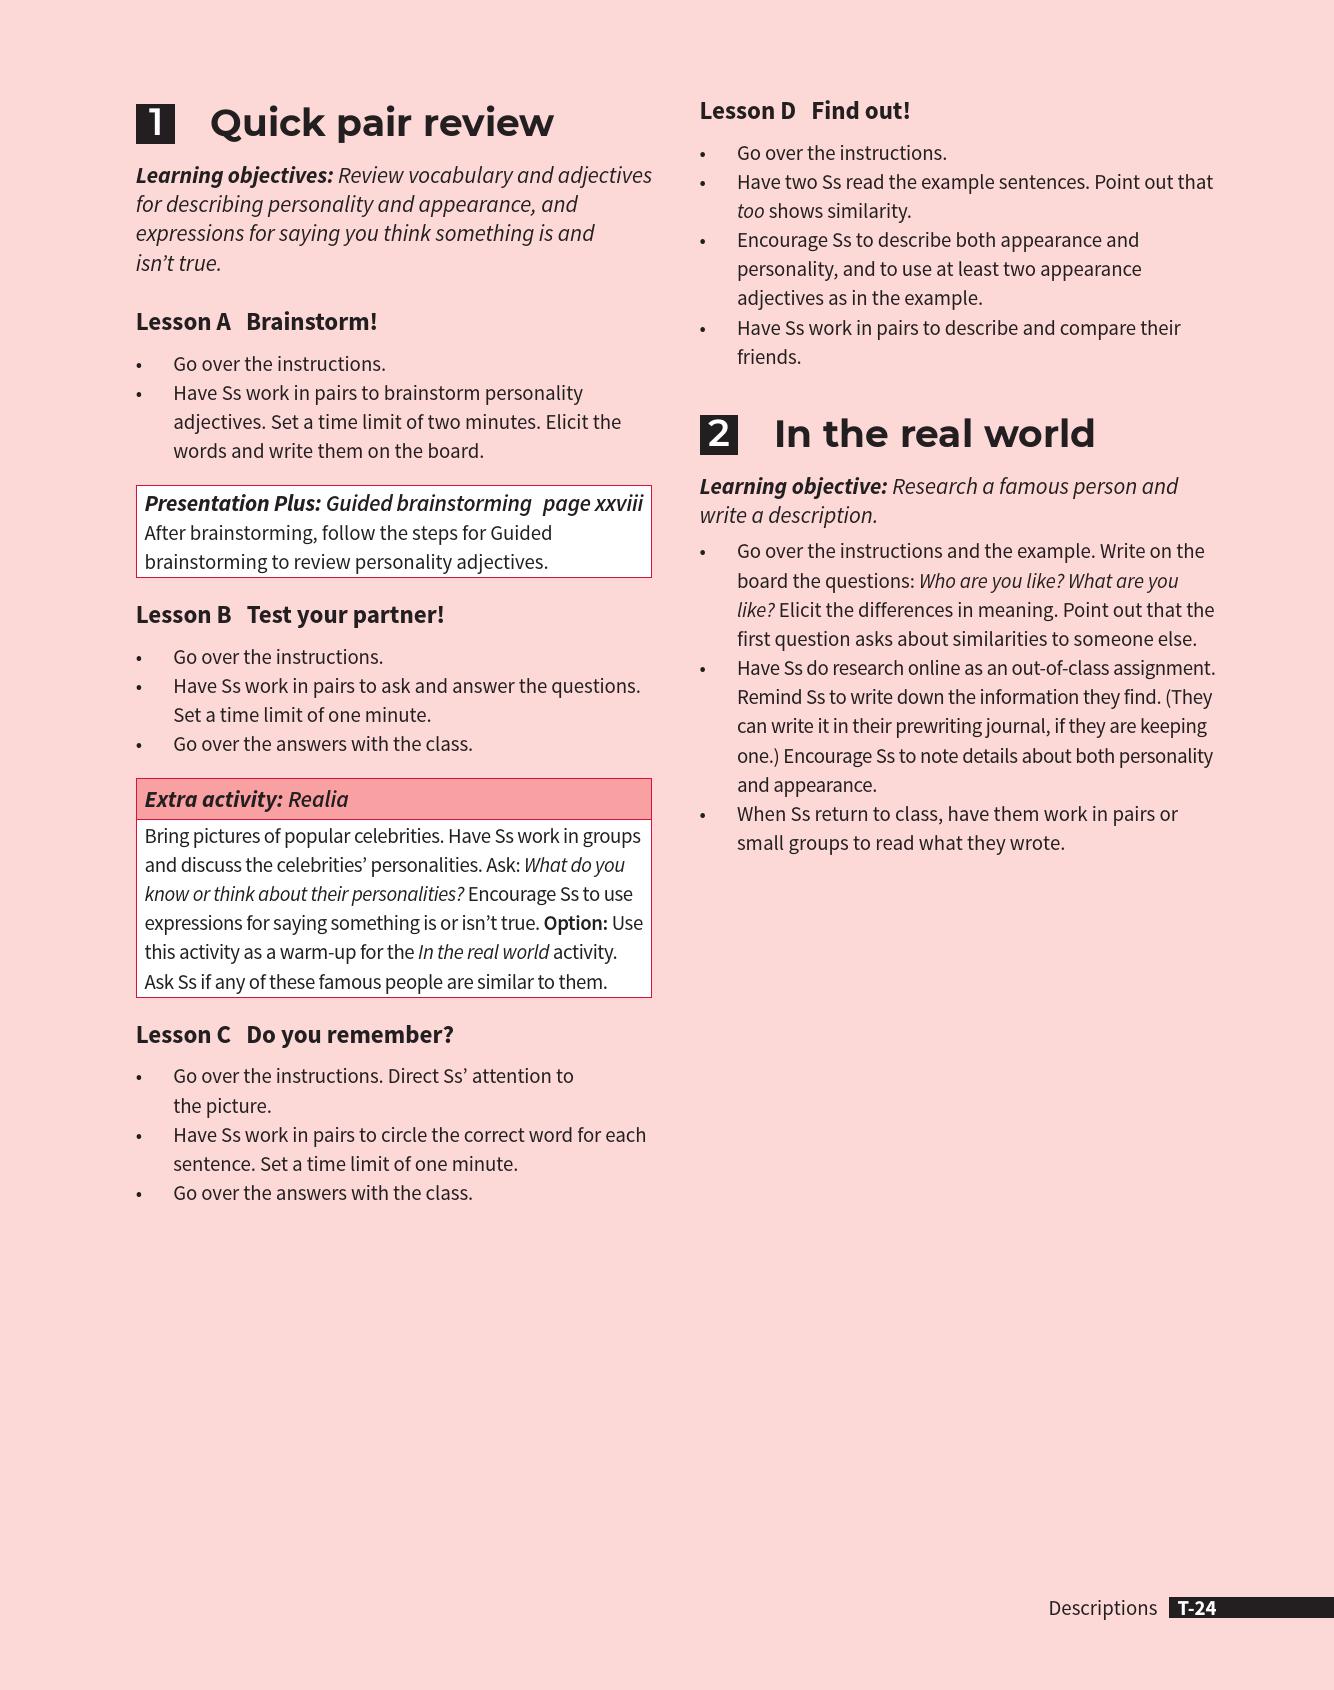 1 Quick pair review
Learning objectives: Review vocabulary and adjectives
for describing personality and appearance, and
expressions for saying you think something is and
isn’t true.
Lesson A Brainstorm!
• Go over the instructions.
• Have Ss work in pairs to brainstorm personality
adjectives. Set a time limit of two minutes. Elicit the
words and write them on the board.
Presentation Plus: Guided brainstorming page xxviii
After brainstorming, follow the steps for Guided
brainstorming to review personality adjectives.
Lesson B Test your partner!
• Go over the instructions.
• Have Ss work in pairs to ask and answer the questions.
Set a time limit of one minute.
• Go over the answers with the class.
Extra activity: Realia
Bring pictures of popular celebrities. Have Ss work in groups
and discuss the celebrities’ personalities. Ask: What do you
know or think about their personalities? Encourage Ss to use
expressions for saying something is or isn’t true. Option: Use
this activity as a warm-up for the In the real world activity.
Ask Ss if any of these famous people are similar to them.
Lesson C Do you remember?
• Go over the instructions. Direct Ss’ attention to
the picture.
• Have Ss work in pairs to circle the correct word for each
sentence. Set a time limit of one minute.
• Go over the answers with the class.
Lesson D Find out!
• Go over the instructions.
• Have two Ss read the example sentences. Point out that
too shows similarity.
• Encourage Ss to describe both appearance and
personality, and to use at least two appearance
adjectives as in the example.
• Have Ss work in pairs to describe and compare their
friends.
2 In the real world
Learning objective: Research a famous person and
write a description.
• Go over the instructions and the example. Write on the
board the questions: Who are you like? What are you
like? Elicit the differences in meaning. Point out that the
first question asks about similarities to someone else.
• Have Ss do research online as an out-of-class assignment.
Remind Ss to write down the information they find. (They
can write it in their prewriting journal, if they are keeping
one.) Encourage Ss to note details about both personality
and appearance.
• When Ss return to class, have them work in pairs or
small groups to read what they wrote.
Descriptions T-24